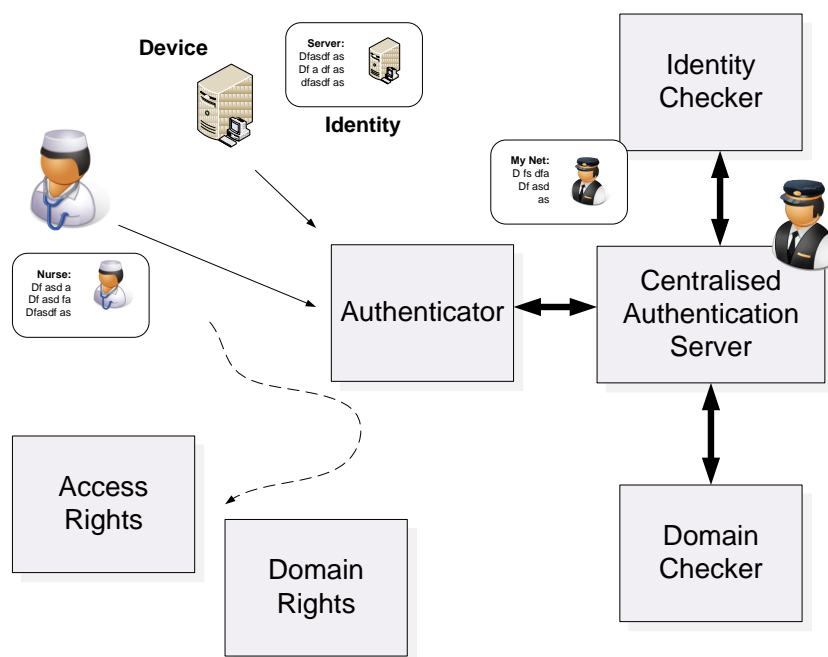 Device
Server:
Dfasdf as
Df a df as
dfasdf as
Identity
Identity
Checker
My Net:
D fs dfa
Df asd
as
Nurse:
Df asd a
Df asd fa
Dfasdf as
Authenticator
Centralised
Authentication
Server
Access
Rights
Domain
Rights
Domain
Checker